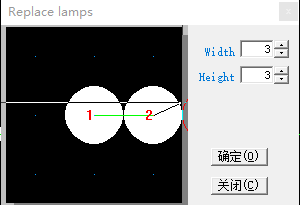 Replace lamps
Width 3
Height 3
1 2
确定(O)
关闭(C)